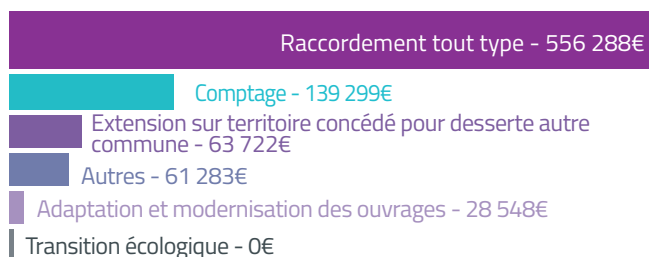 Raccordement tout type - 556 288€
Comptage - 139 299€
Extension sur territoire concédé pour desserte autre
commune - 63 722€
Autres - 61 283€
Adaptation et modernisation des ouvrages - 28 548€
Transition écologique - 0€